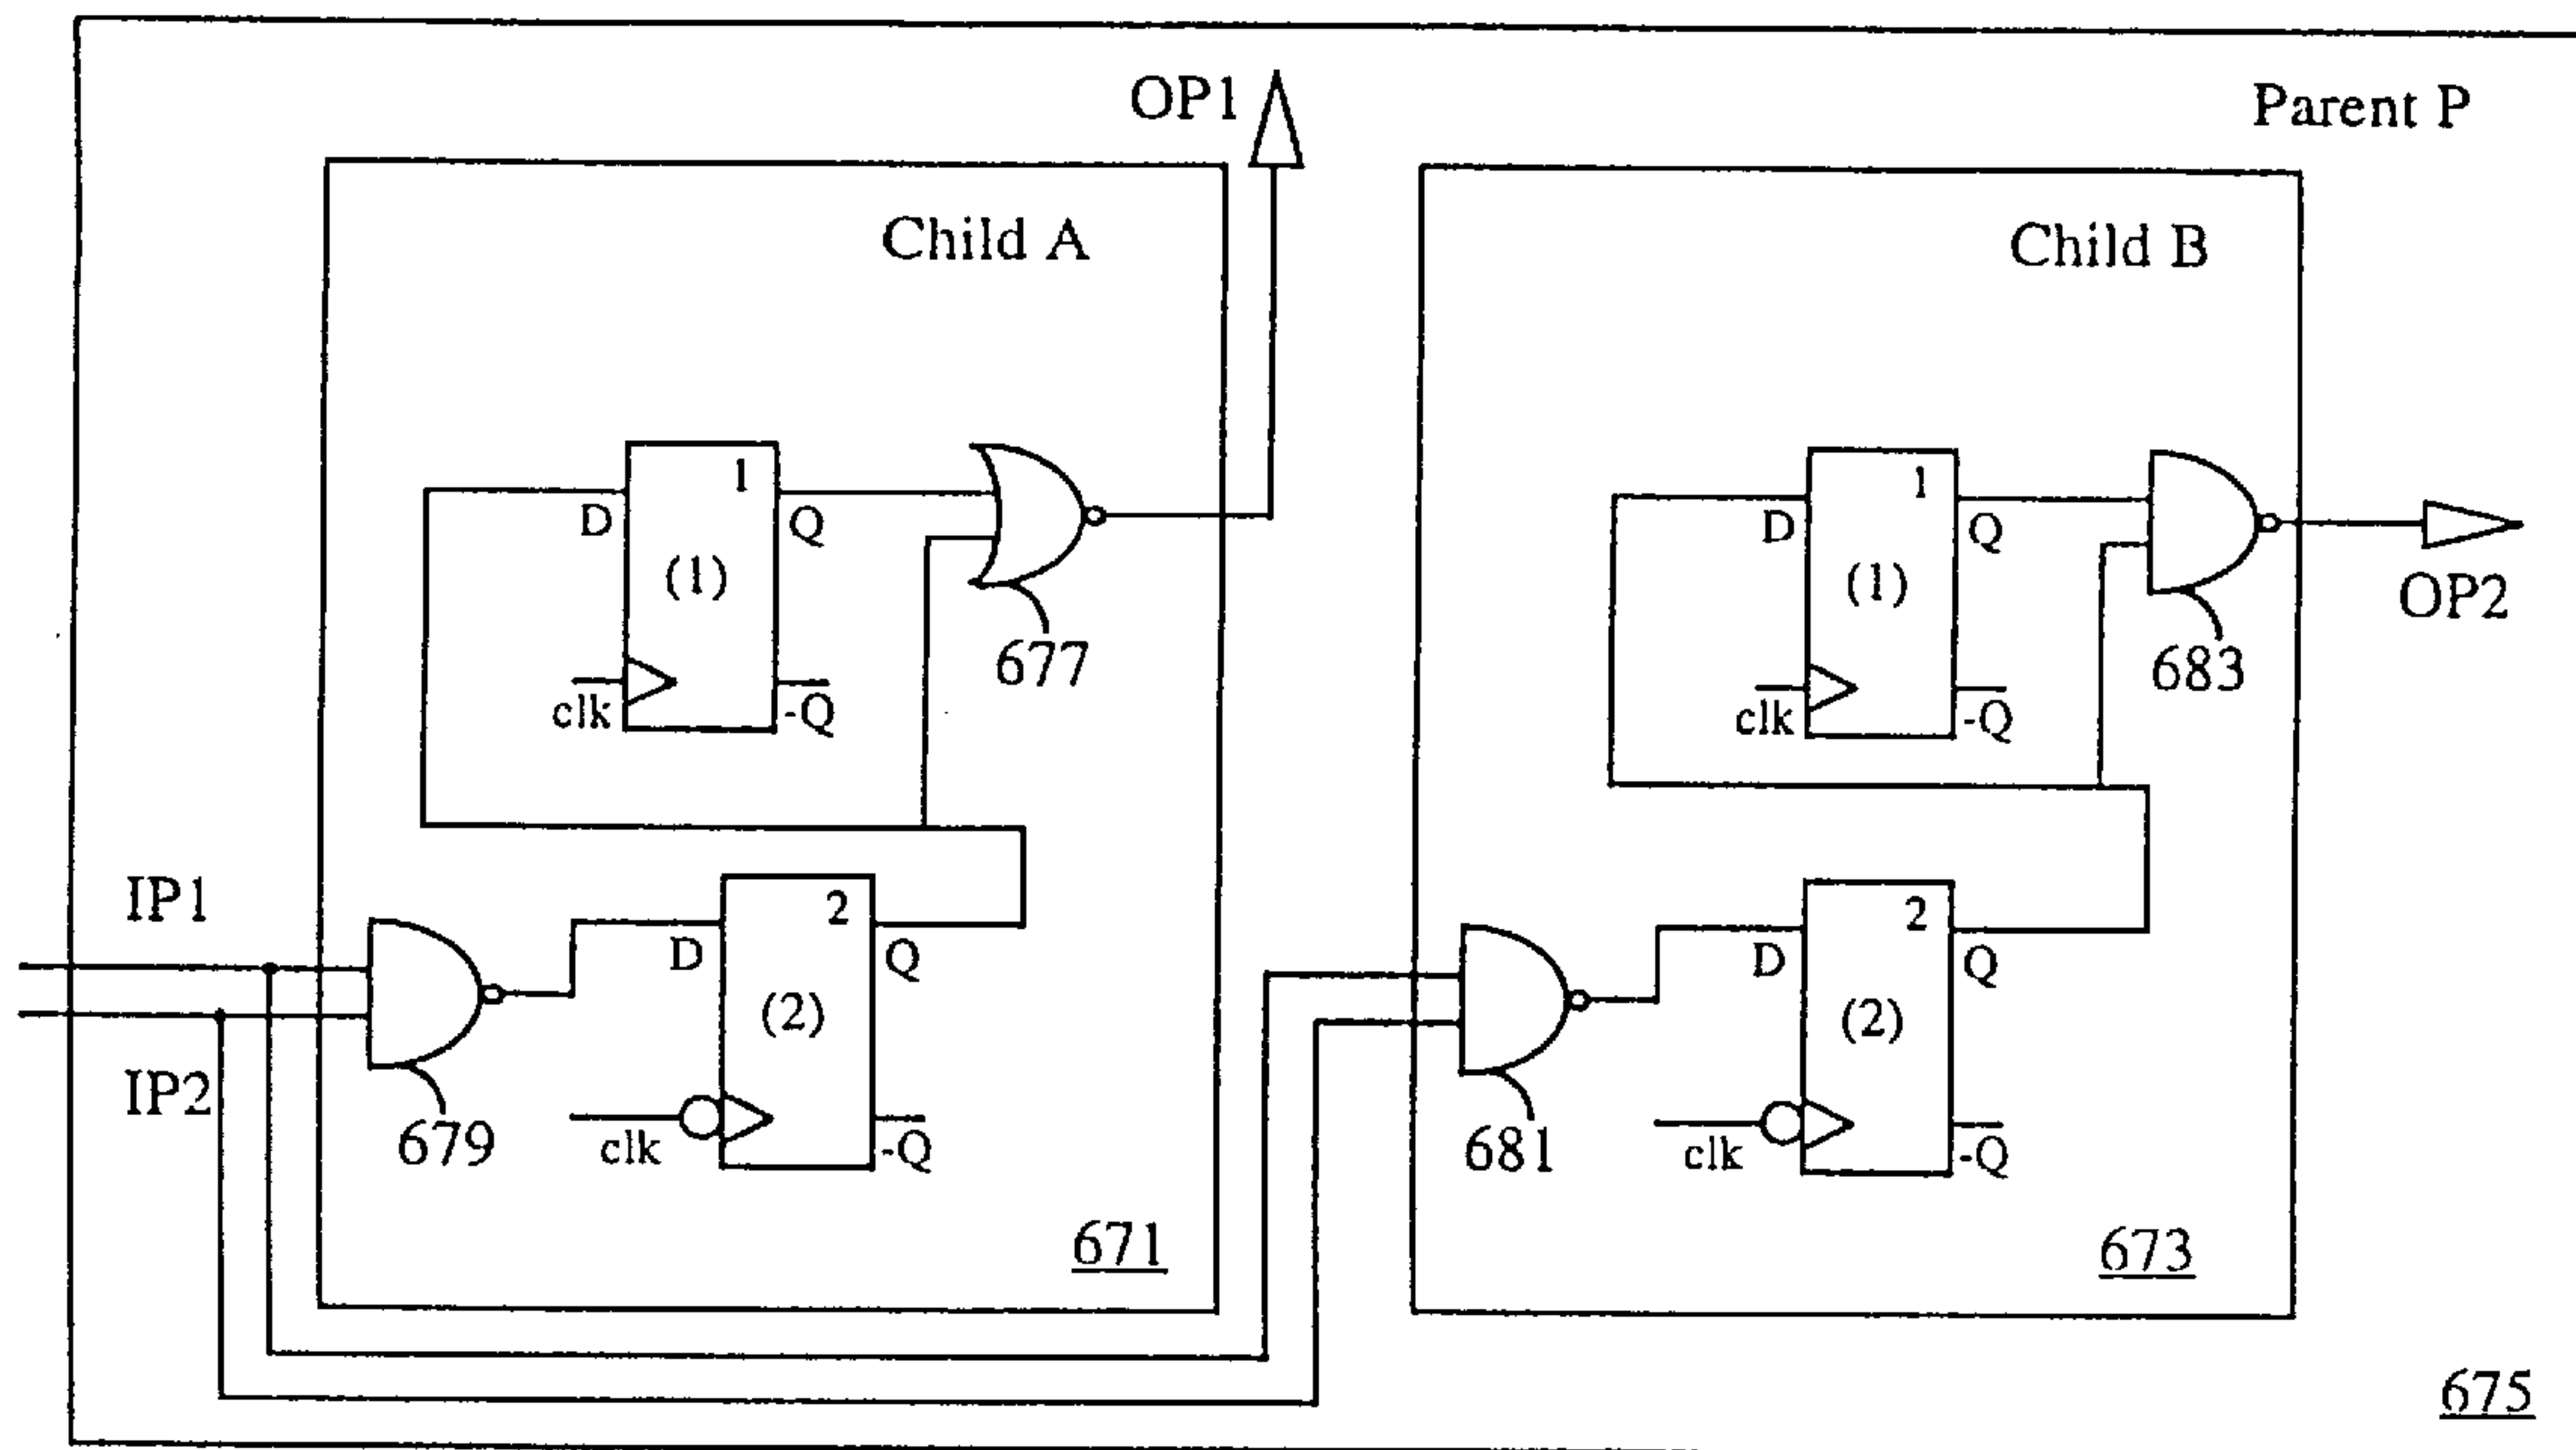 OP1
Parent P
Child A
Child B
1
D
Q
(1)
677
clk
-Q
1
D
Q
(1)
683
clk
-Q
OP2
IP1
2
D
Q
(2)
IP2
679
clk
-Q
2
D
Q
(2)
681
clk
-Q
671
673
675